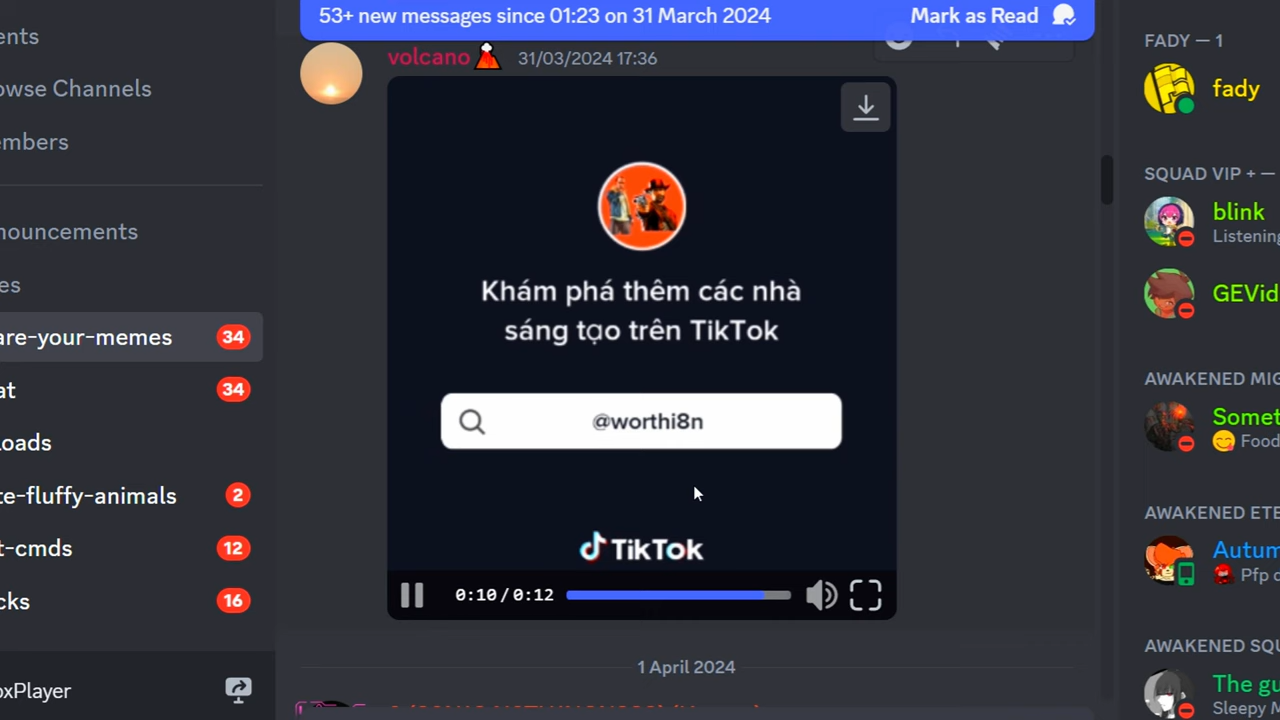 53+ new messages since 01:23 on 31 March 2024
Mark as Read
ents
owse Channels
embers
nouncements
es
are-your-memes
34
at
34
oads
te-fluffy-animals
2
t-cmds
12
cks
16
oxPlayer
volcano
31/03/2024 17:36
Khám phá thêm các nhà
sáng tạo trên TikTok
@worthi8n
TikTok
0:10/0:12
1 April 2024
FADY — 1
fady
SQUAD VIP + —
blink
Listening
GEVid
AWAKENED MIG
Somet
Food
AWAKENED ETE
Autum
Pfp c
AWAKENED SQU
The gu
Sleepy M